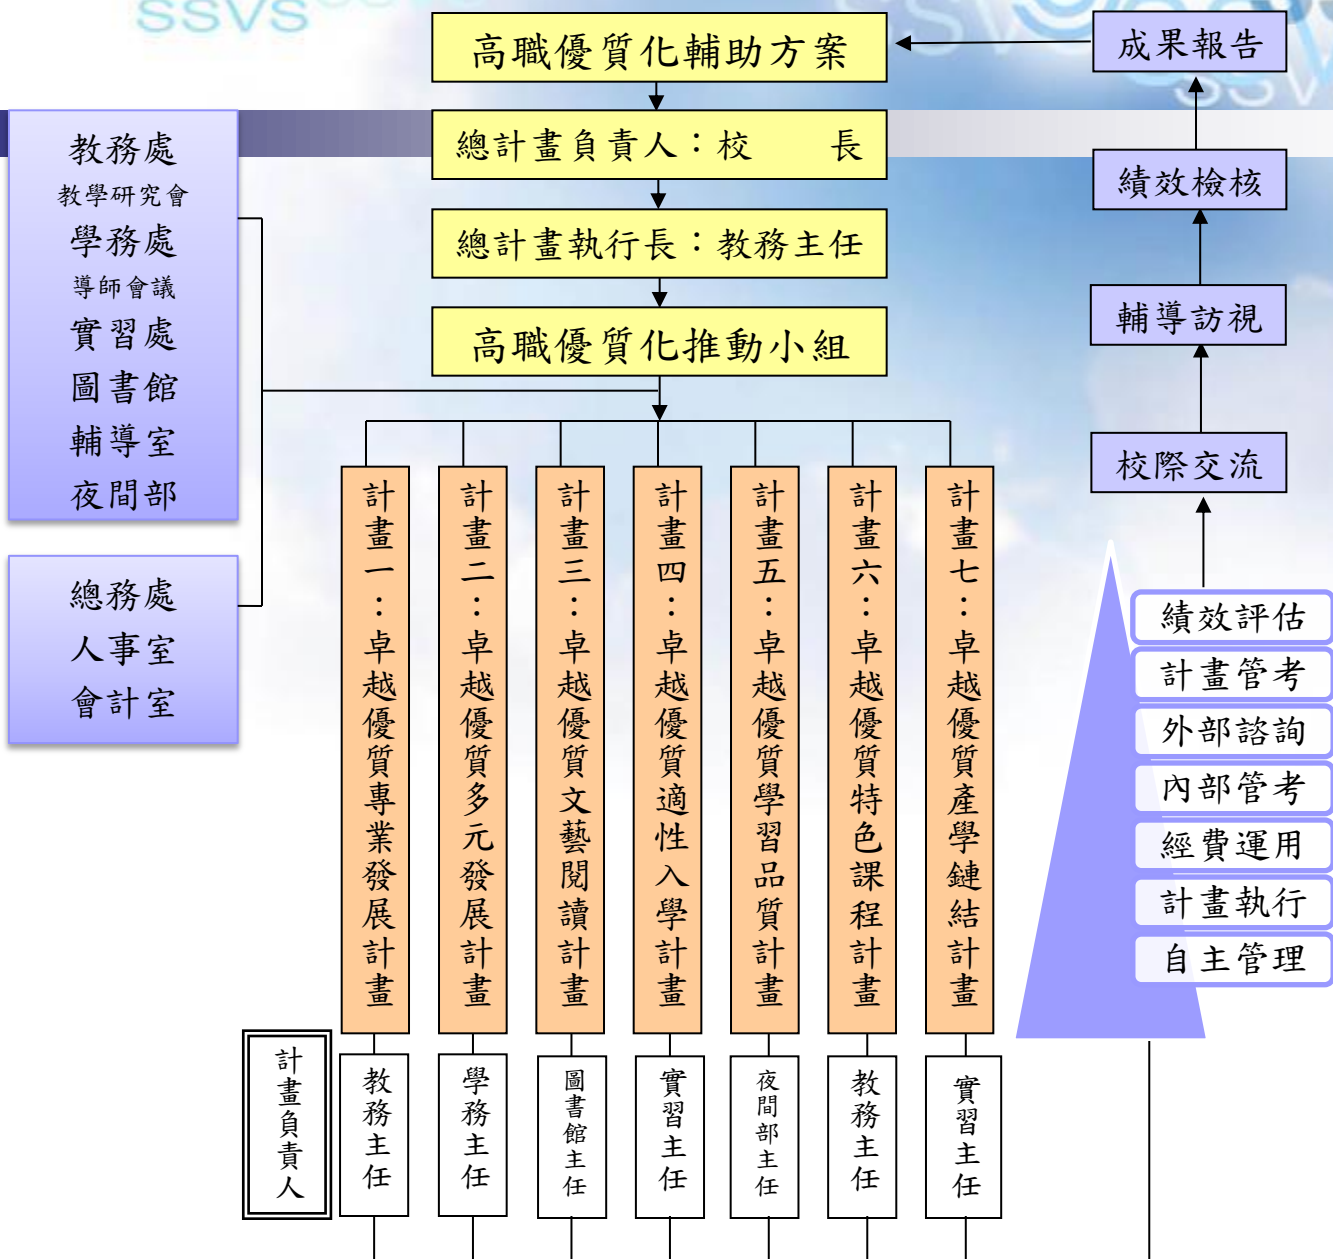 SSVS
SSVS
SSVS
SSV
高職優質化輔助方案
總計畫負責人：校　　長
總計畫執行長：教務主任
高職優質化推動小組
教務處
教學研究會
學務處
導師會議
實習處
圖書館
輔導室
夜間部
總務處
人事室
會計室
計畫一：卓越優質專業發展計畫
計畫二：卓越優質多元發展計畫
計畫三：卓越優質文藝閱讀計畫
計畫四：卓越優質適性入學計畫
計畫五：卓越優質學習品質計畫
計畫六：卓越優質特色課程計畫
計畫七：卓越優質產學鏈結計畫
計畫負責人
教務主任
學務主任
圖書館主任
實習主任
夜間部主任
教務主任
實習主任
成果報告
績效檢核
輔導訪視
校際交流
績效評估
計畫管考
外部諮詢
內部管考
經費運用
計畫執行
自主管理